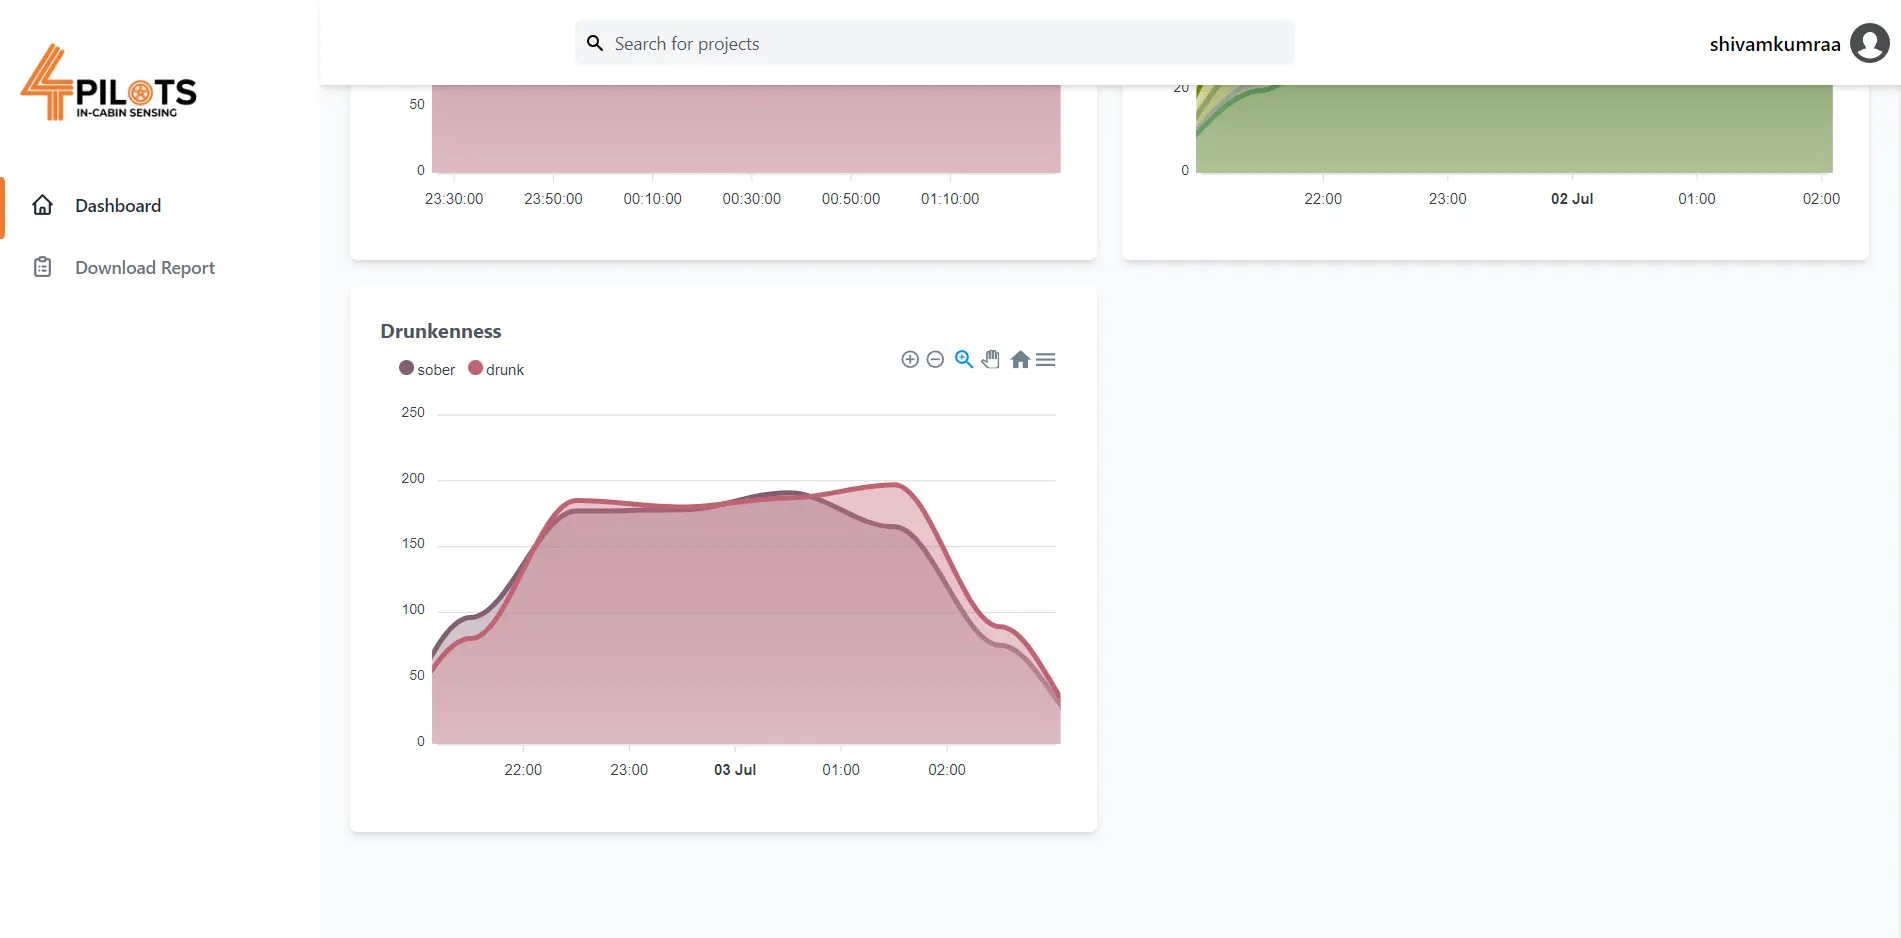 4PILOTS
IN-CABIN SENSING
Search for projects
shivamkumraa
Dashboard
Download Report
50
0
23:30:00 23:50:00 00:10:00 00:30:00 00:50:00 01:10:00
20
0
22:00 23:00 02 Jul 01:00 02:00
Drunkenness
sober drunk
250
200
150
100
50
0
22:00 23:00 03 Jul 01:00 02:00